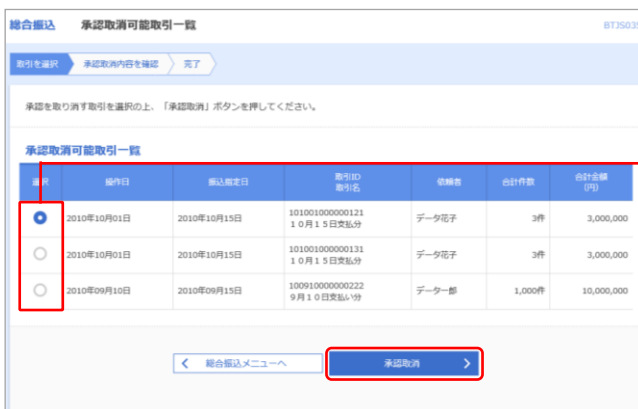 総合振込 承認取消可能取引一覧 BTJS035
取引を選択 承認取消内容を確認 完了
承認を取り消す取引を選択の上、「承認取消」ボタンを押してください。
承認取消可能取引一覧
選択 操作日 振込指定日 取引ID 依頼者 合計件数 合計金額
取引名 (円)
2010年10月01日 2010年10月15日 101001000000121 データ花子 3件 3,000,000
10月15日支払分
2010年10月01日 2010年10月15日 101001000000131 データ花子 3件 3,000,000
10月15日支払分
2010年09月10日 2010年09月15日 100910000000222 データ一郎 1,000件 10,000,000
9月10日支払い分
総合振込メニューへ 承認取消